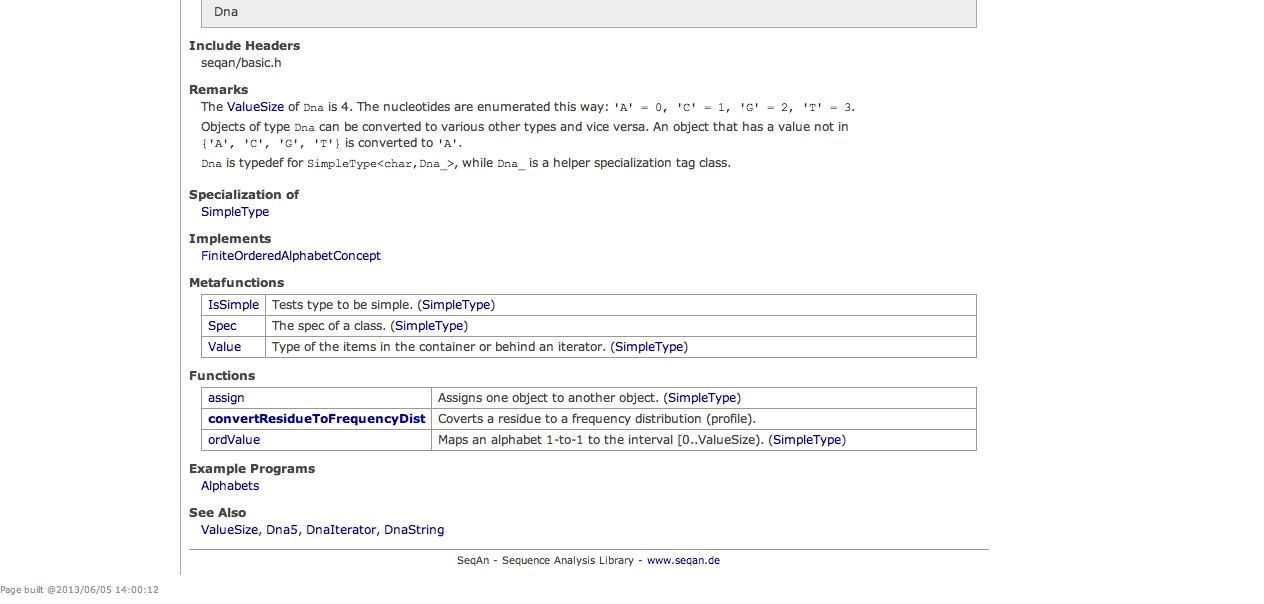 Dna
Include Headers
seqan/basic.h
Remarks
The ValueSize of Dna is 4. The nucleotides are enumerated this way: 'A' = 0, 'C' = 1, 'G' = 2, 'T' = 3.
Objects of type Dna can be converted to various other types and vice versa. An object that has a value not in
{'A', 'C', 'G', 'T'} is converted to 'A'.
Dna is typedef for SimpleType<char,Dna_>, while Dna_ is a helper specialization tag class.
Specialization of
SimpleType
Implements
FiniteOrderedAlphabetConcept
Metafunctions
IsSimple Tests type to be simple. (SimpleType)
Spec The spec of a class. (SimpleType)
Value Type of the items in the container or behind an iterator. (SimpleType)
Functions
assign Assigns one object to another object. (SimpleType)
convertResidueToFrequencyDist Coverts a residue to a frequency distribution (profile).
ordValue Maps an alphabet 1-to-1 to the interval [0..ValueSize). (SimpleType)
Example Programs
Alphabets
See Also
ValueSize, Dna5, DnaIterator, DnaString
SeqAn - Sequence Analysis Library - www.seqan.de
Page built @2013/06/05 14:00:12